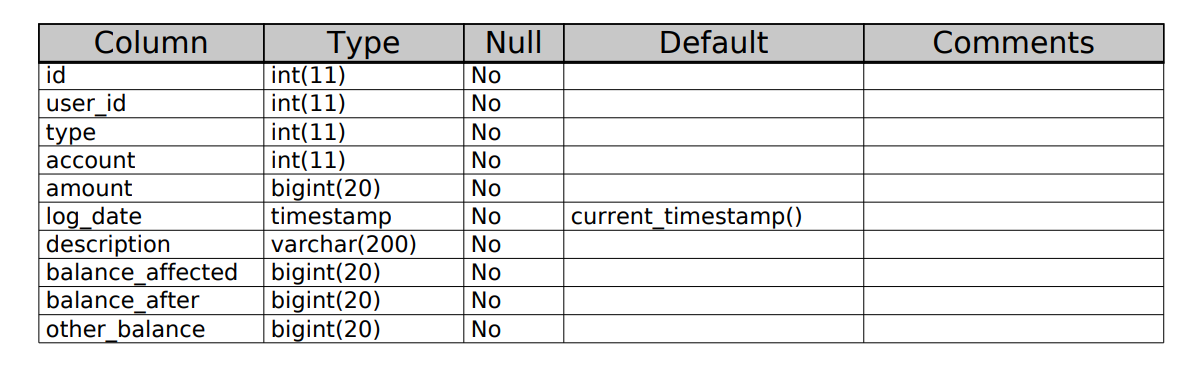 Column Type Null Default Comments
id int(11) No
user_id int(11) No
type int(11) No
account int(11) No
amount bigint(20) No
log_date timestamp No current_timestamp()
description varchar(200) No
balance_affected bigint(20) No
balance_after bigint(20) No
other_balance bigint(20) No